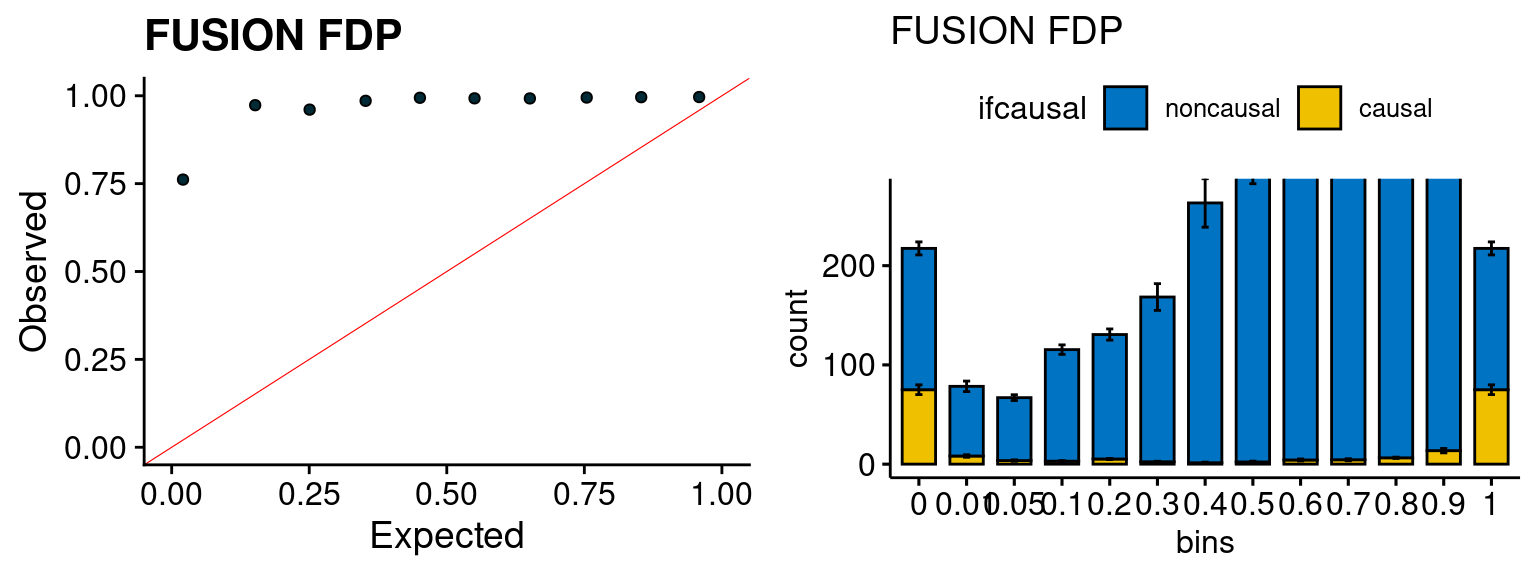 FUSION FDP
Observed
1.00
0.75
0.50
0.25
0.00
0.00 0.25 0.50 0.75 1.00
Expected
FUSION FDP
ifcausal noncausal causal
count
200
100
0
0 0.01 0.05 0.1 0.2 0.3 0.4 0.5 0.6 0.7 0.8 0.9 1
bins